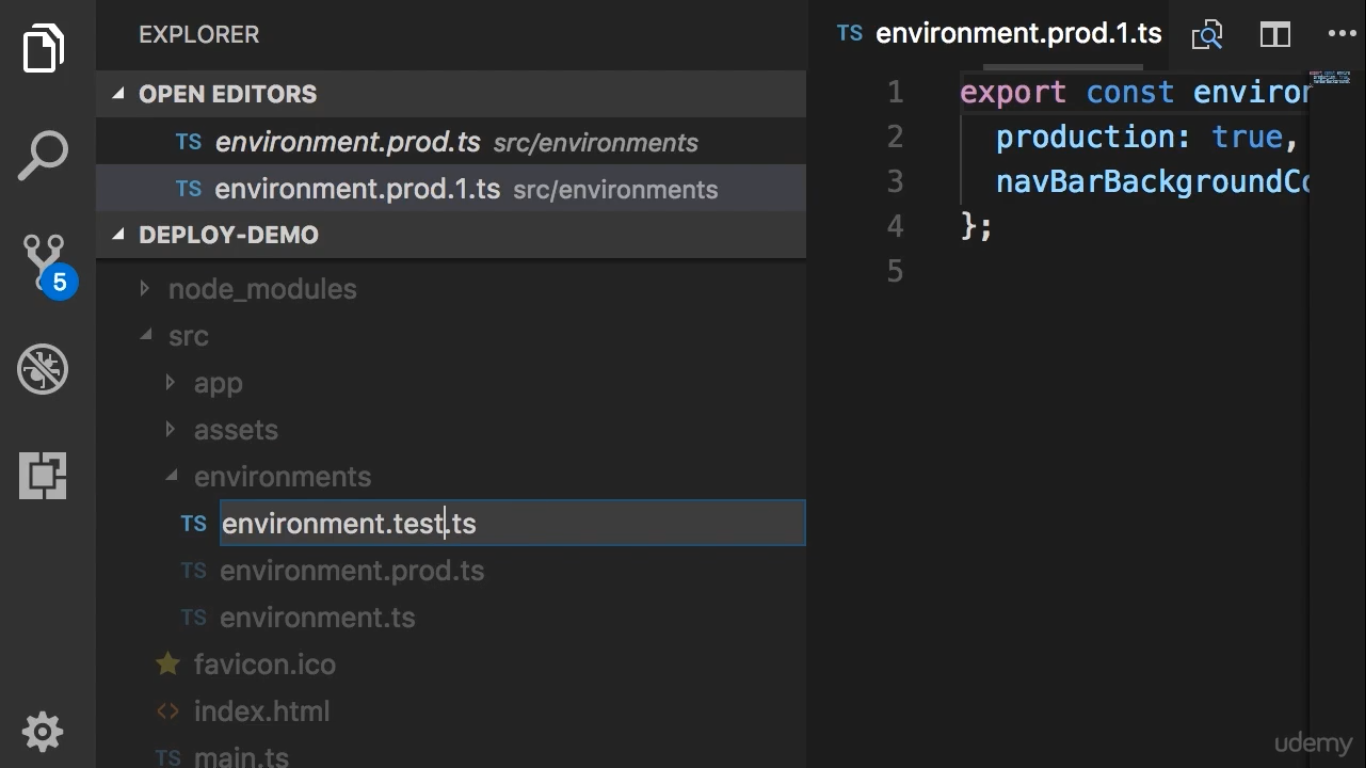 EXPLORER
OPEN EDITORS
TS environment.prod.ts src/environments
TS environment.prod.1.ts src/environments
DEPLOY-DEMO
node_modules
src
app
assets
environments
TS environment.test.ts
TS environment.prod.ts
TS environment.ts
favicon.ico
<> index.html
TS main.ts
5
TS environment.prod.1.ts
1 export const environ
2 production: true,
3 navBarBackgroundCo
4 };
5
udemy